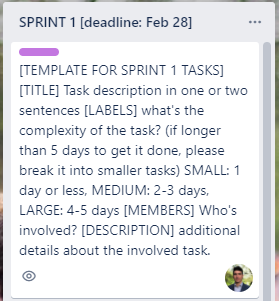 SPRINT 1 [deadline: Feb 28]
[TEMPLATE FOR SPRINT 1 TASKS]
[TITLE] Task description in one or two
sentences [LABELS] what's the
complexity of the task? (if longer
than 5 days to get it done, please
break it into smaller tasks) SMALL: 1
day or less, MEDIUM: 2-3 days,
LARGE: 4-5 days [MEMBERS] Who's
involved? [DESCRIPTION] additional
details about the involved task.